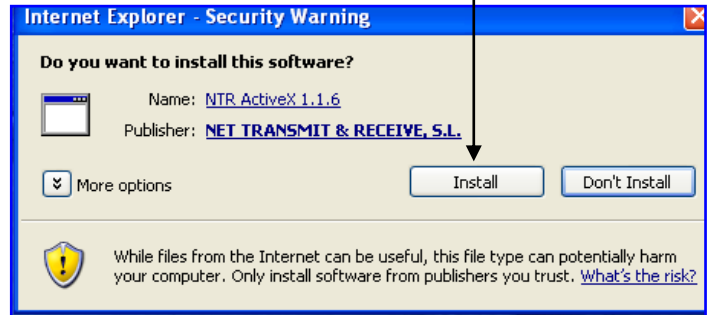 Internet Explorer - Security Warning
Do you want to install this software?
Name: NTR ActiveX 1.1.6
Publisher: NET TRANSMIT & RECEIVE, S.L.
More options
Install
Don't Install
While files from the Internet can be useful, this file type can potentially harm
your computer. Only install software from publishers you trust. What's the risk?